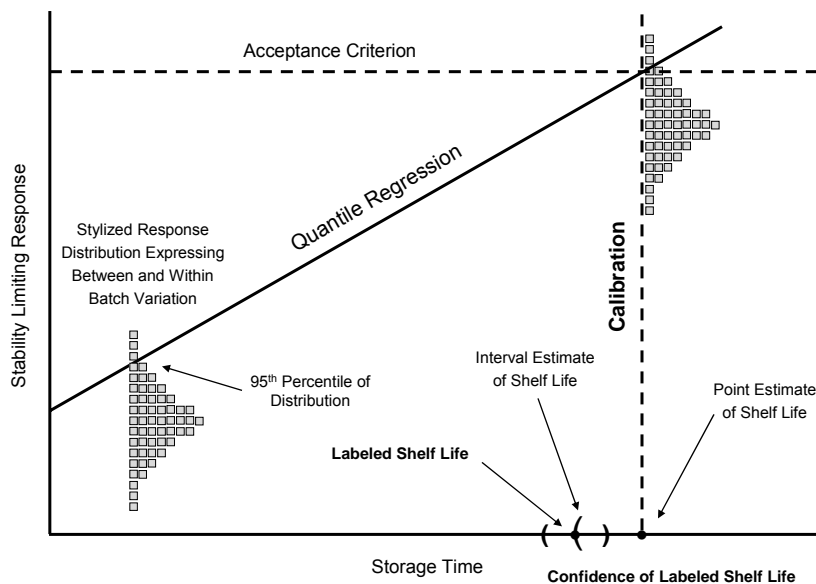 Acceptance Criterion
Quantile Regression
Stability Limiting Response
Stylized Response
Distribution Expressing
Between and Within
Batch Variation
95th Percentile of
Distribution
Calibration
Interval Estimate
of Shelf Life
Point Estimate
of Shelf Life
Labeled Shelf Life
( ( )
Storage Time
Confidence of Labeled Shelf Life